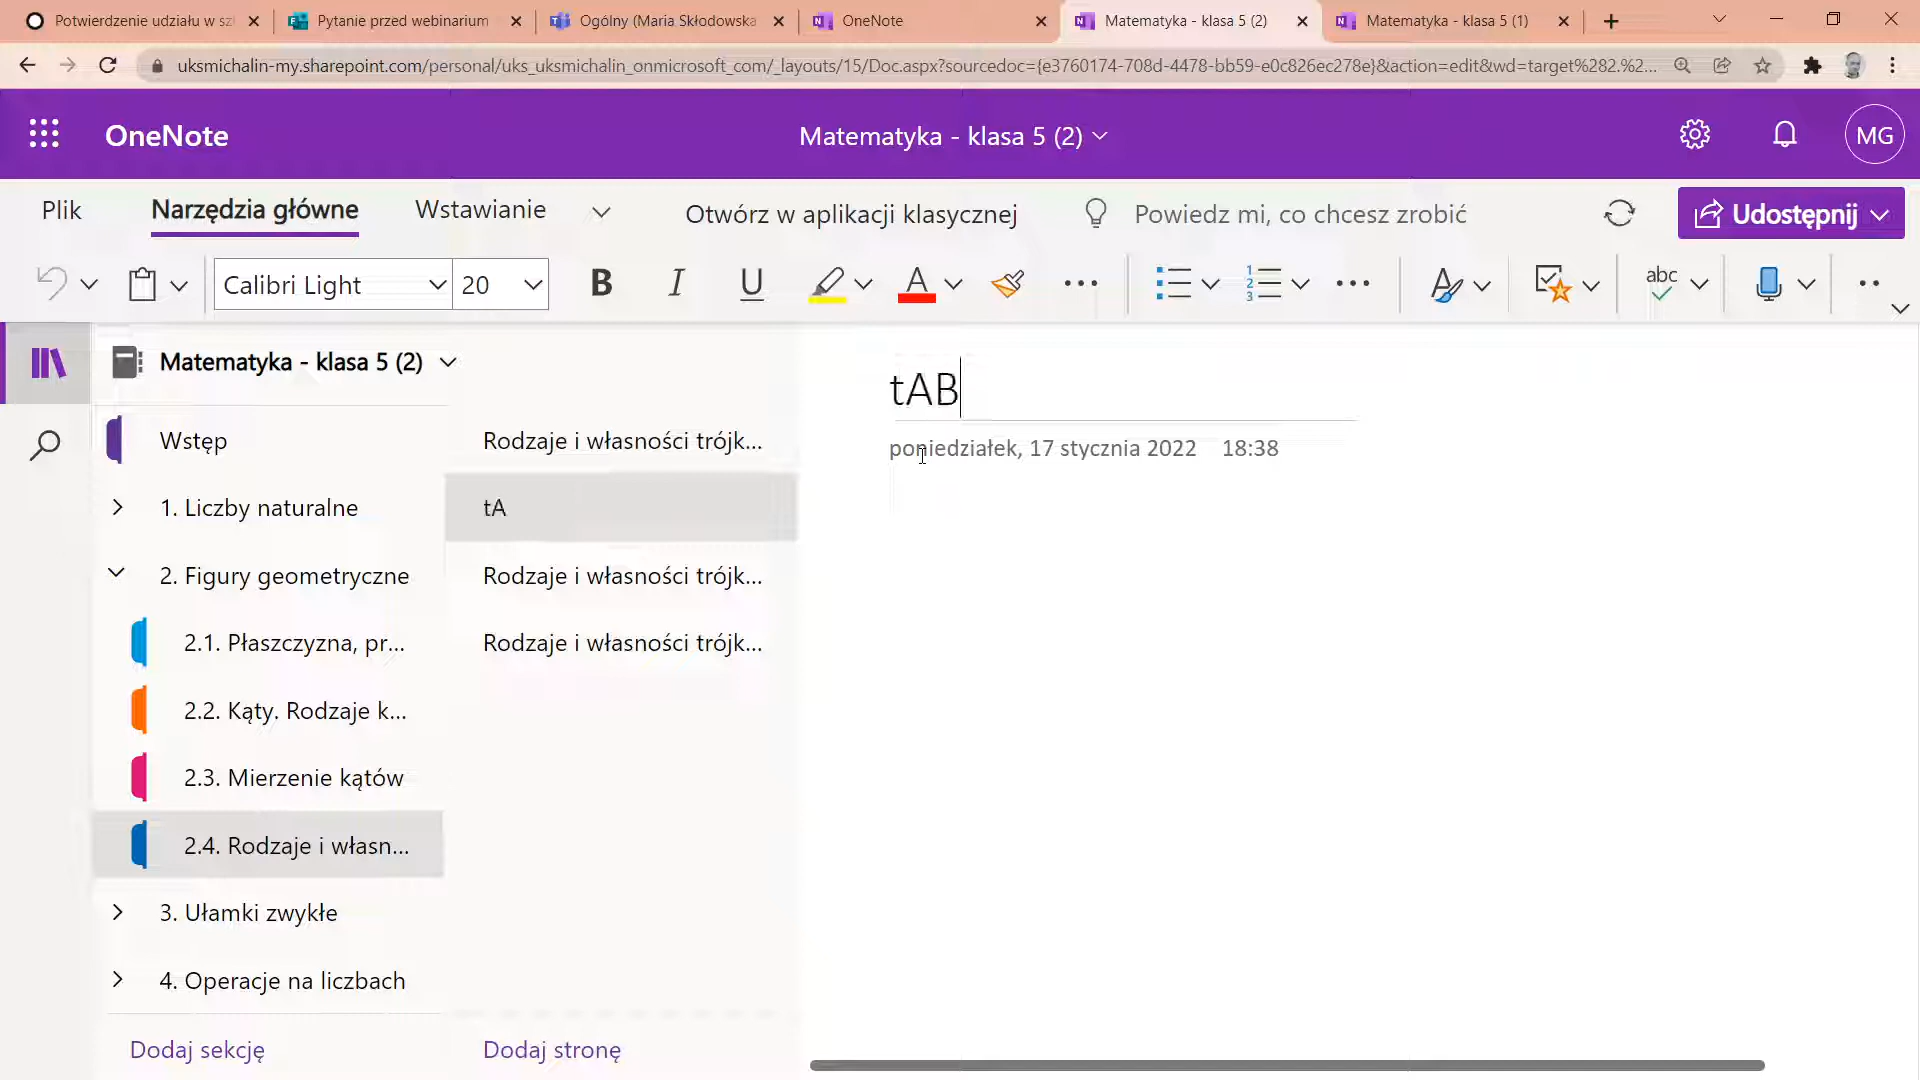 Potwierdzenie udziału w sz
Pytanie przed webinarium
Ogólny (Maria Skłodowska
OneNote
Matematyka - klasa 5 (2)
Matematyka - klasa 5 (1)
uksmichalin-my.sharepoint.com/personal/uks_uksmichalin_onmicrosoft_com/_layouts/15/Doc.aspx?sourcedoc={e3760174-708d-4478-bb59-e0c826ec278e}&action=edit&wd=target%282.%2...
OneNote
Matematyka - klasa 5 (2)
MG
Plik
Narzędzia główne
Wstawianie
Otwórz w aplikacji klasycznej
Powiedz mi, co chcesz zrobić
Udostępnij
Calibri Light
20
B
I
U
A
1
2
3
abc
Matematyka - klasa 5 (2)
Wstęp
1. Liczby naturalne
2. Figury geometryczne
2.1. Płaszczyzna, pr...
2.2. Kąty. Rodzaje k...
2.3. Mierzenie kątów
2.4. Rodzaje i własn...
3. Ułamki zwykłe
4. Operacje na liczbach
Dodaj sekcję
Rodzaje i własności trójk...
tA
Rodzaje i własności trójk...
Rodzaje i własności trójk...
Dodaj stronę
tAB
poniedziałek, 17 stycznia 2022 18:38